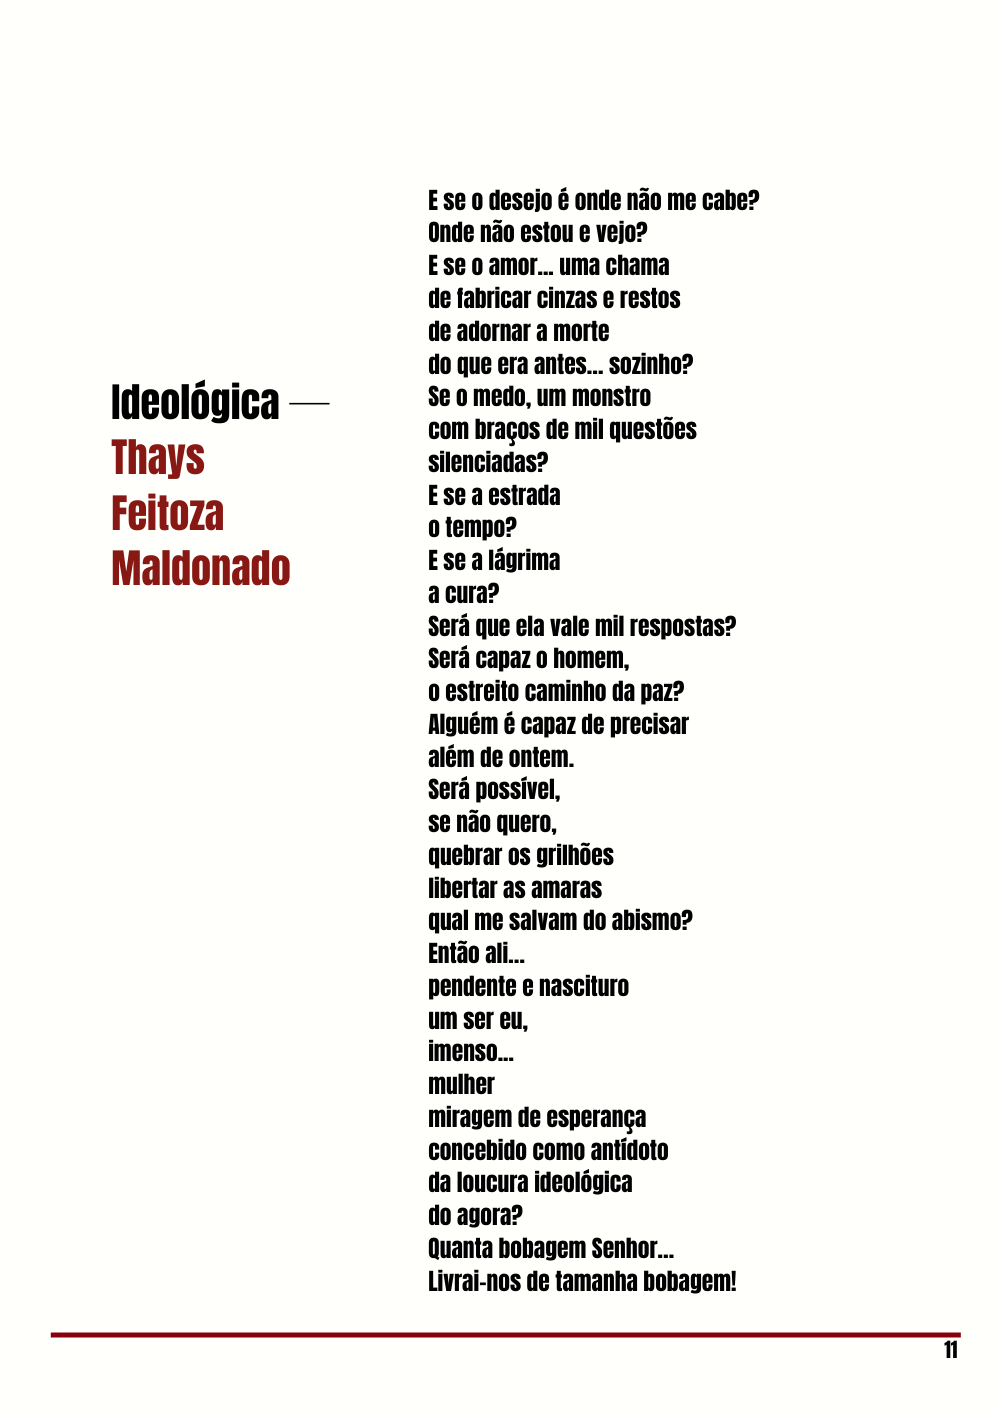 Ideológica —
Thays
Feitoza
Maldonado
E se o desejo é onde não me cabe?
Onde não estou e vejo?
E se o amor... uma chama
de fabricar cinzas e restos
de adornar a morte
do que era antes... sozinho?
Se o medo, um monstro
com braços de mil questões
silenciadas?
E se a estrada
o tempo?
E se a lágrima
a cura?
Será que ela vale mil respostas?
Será capaz o homem,
o estreito caminho da paz?
Alguém é capaz de precisar
além de ontem.
Será possível,
se não quero,
quebrar os grilhões
libertar as amaras
qual me salvam do abismo?
Então ali...
pendente e nascituro
um ser eu,
imenso...
mulher
miragem de esperança
concebido como antídoto
da loucura ideológica
do agora?
Quanta bobagem Senhor...
Livrai-nos de tamanha bobagem!
11